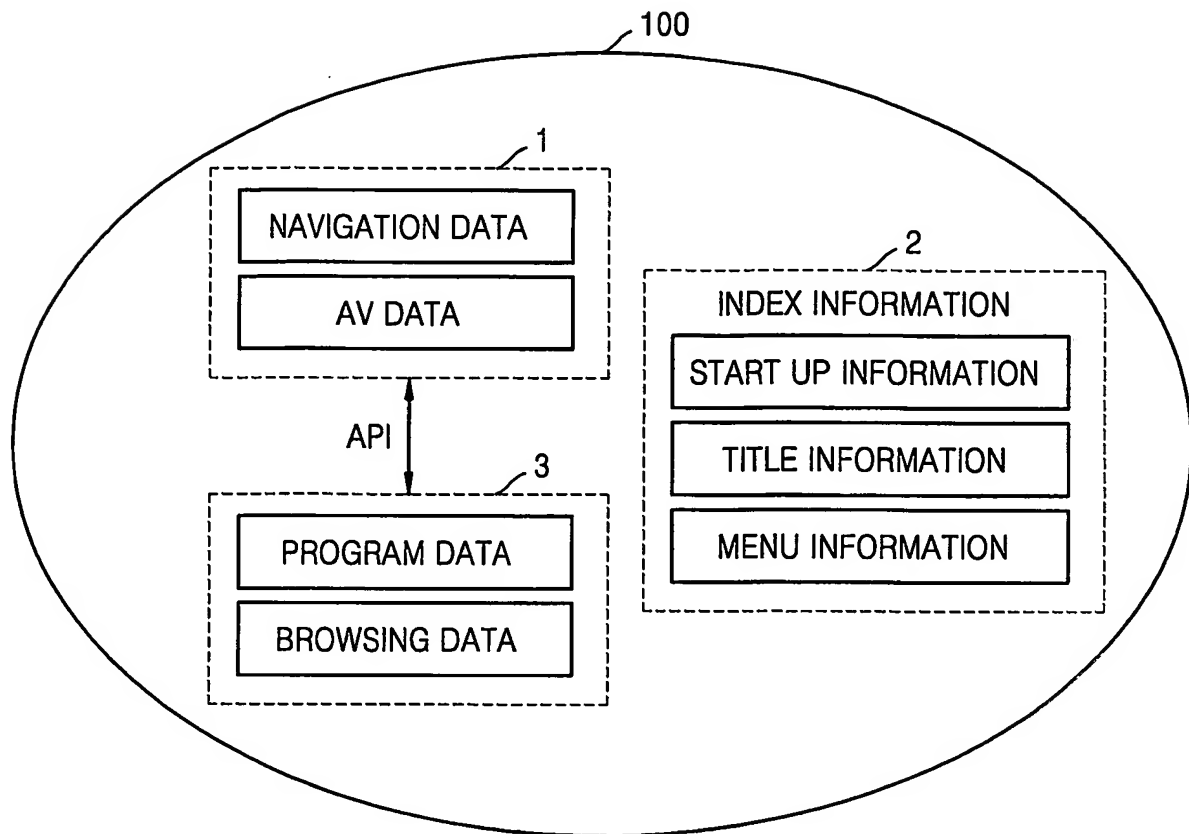 100
1
NAVIGATION DATA
AV DATA
API
3
PROGRAM DATA
BROWSING DATA
2
INDEX INFORMATION
START UP INFORMATION
TITLE INFORMATION
MENU INFORMATION